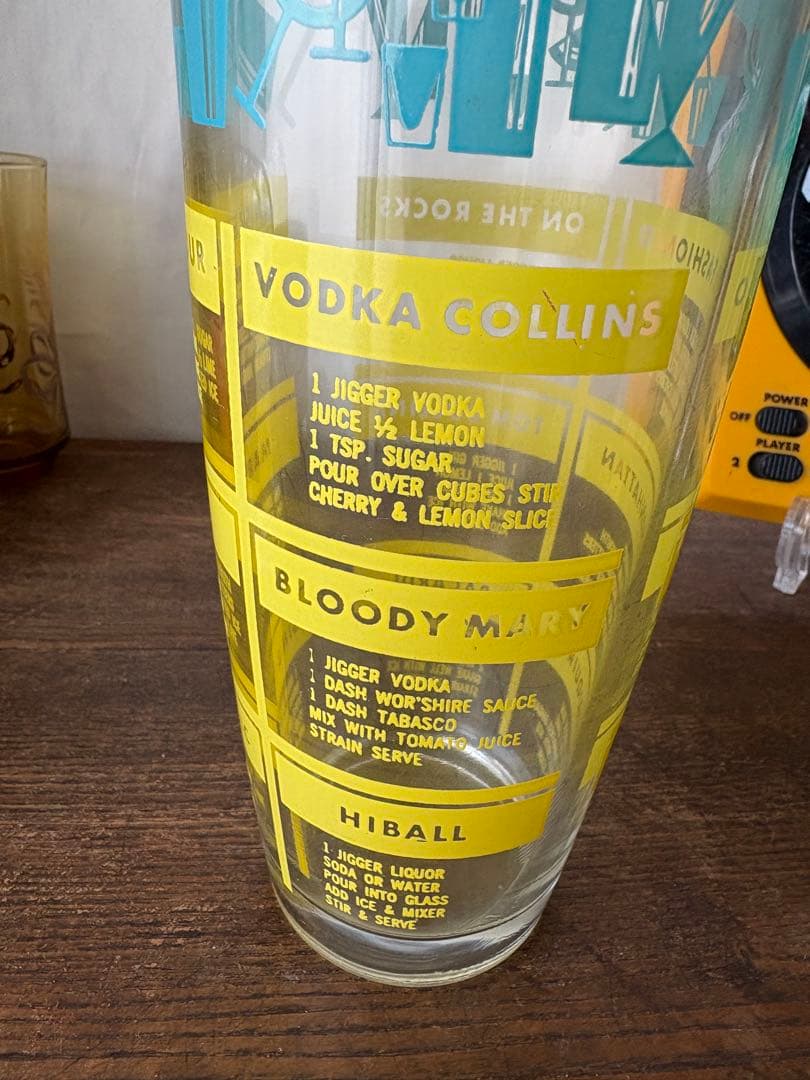 ON THE ROCKS
VODKA COLLINS
1 JIGGER VODKA
JUICE ½ LEMON
1 TSP. SUGAR
POUR OVER CUBES STIR
CHERRY & LEMON SLICE
BLOODY MARY
1 JIGGER VODKA
1 DASH WOR'SHIRE SAUCE
1 DASH TABASCO
MIX WITH TOMATO JUICE
STRAIN SERVE
HIBALL
1 JIGGER LIQUOR
SODA OR WATER
POUR INTO GLASS
ADD ICE & MIXER
STIR & SERVE
POWER
OFF
PLAYER
2